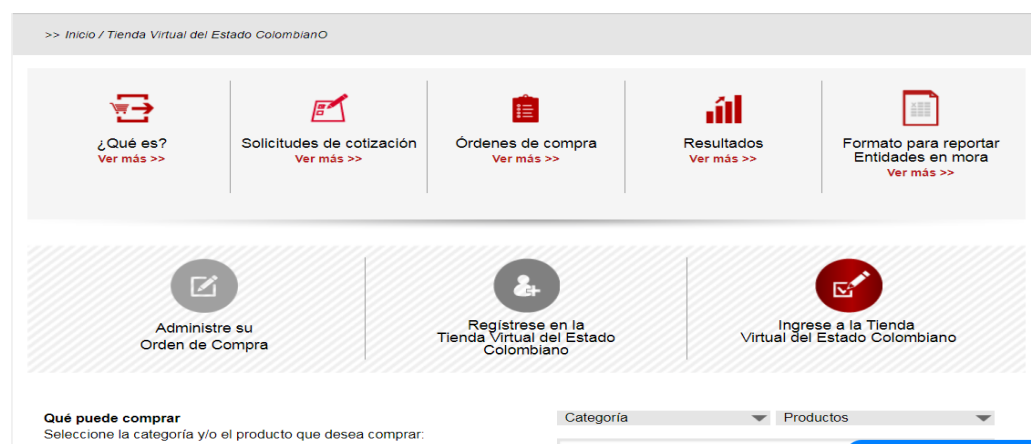 >> Inicio / Tienda Virtual del Estado ColombianO
¿Qué es?
Ver más >>
Solicitudes de cotización
Ver más >>
Órdenes de compra
Ver más >>
Resultados
Ver más >>
Formato para reportar
Entidades en mora
Ver más >>
Administre su
Orden de Compra
Regístrese en la
Tienda Virtual del Estado
Colombiano
Ingrese a la Tienda
Virtual del Estado Colombiano
Qué puede comprar
Seleccione la categoría y/o el producto que desea comprar:
Categoría
Productos